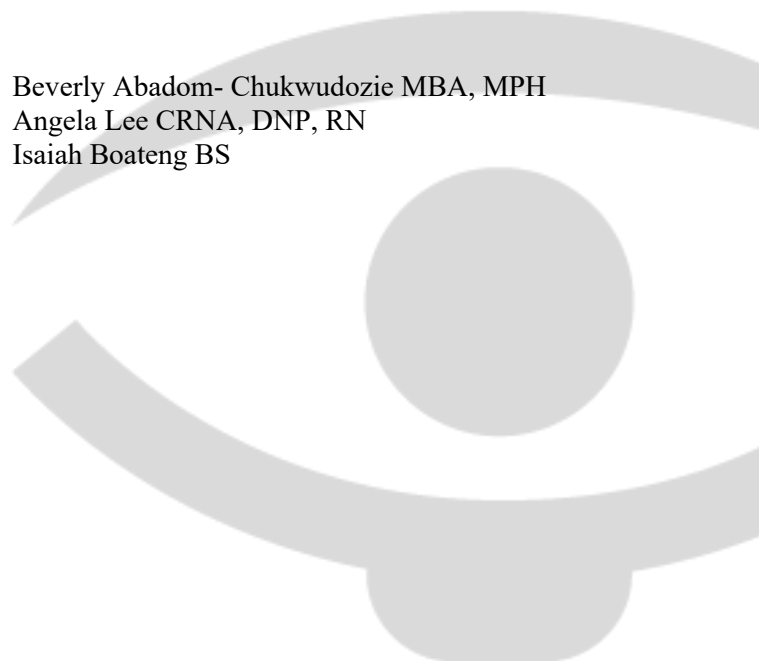 Beverly Abadom- Chukwudozie MBA, MPH
Angela Lee CRNA, DNP, RN
Isaiah Boateng BS